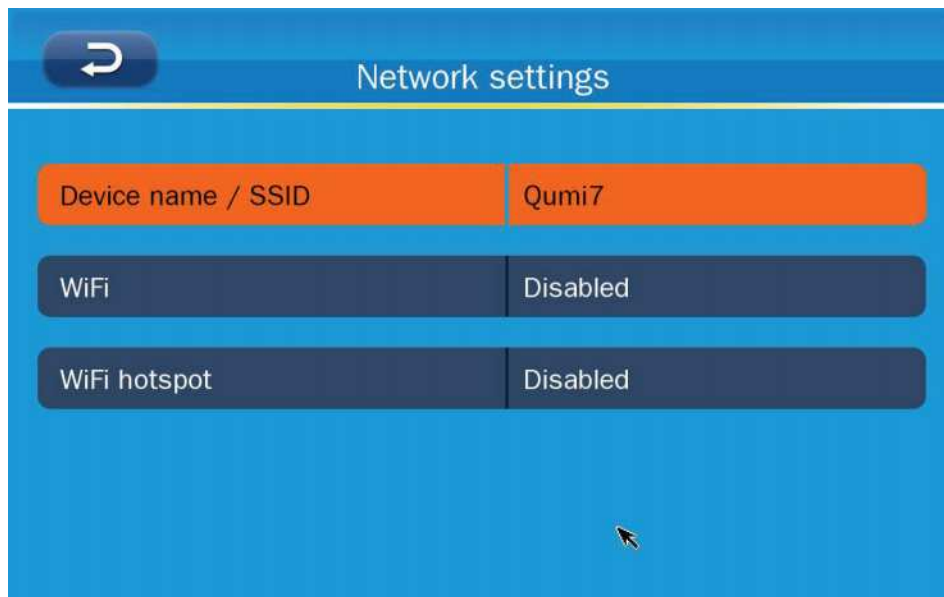 Network settings
Device name / SSID Qumi7
WiFi Disabled
WiFi hotspot Disabled